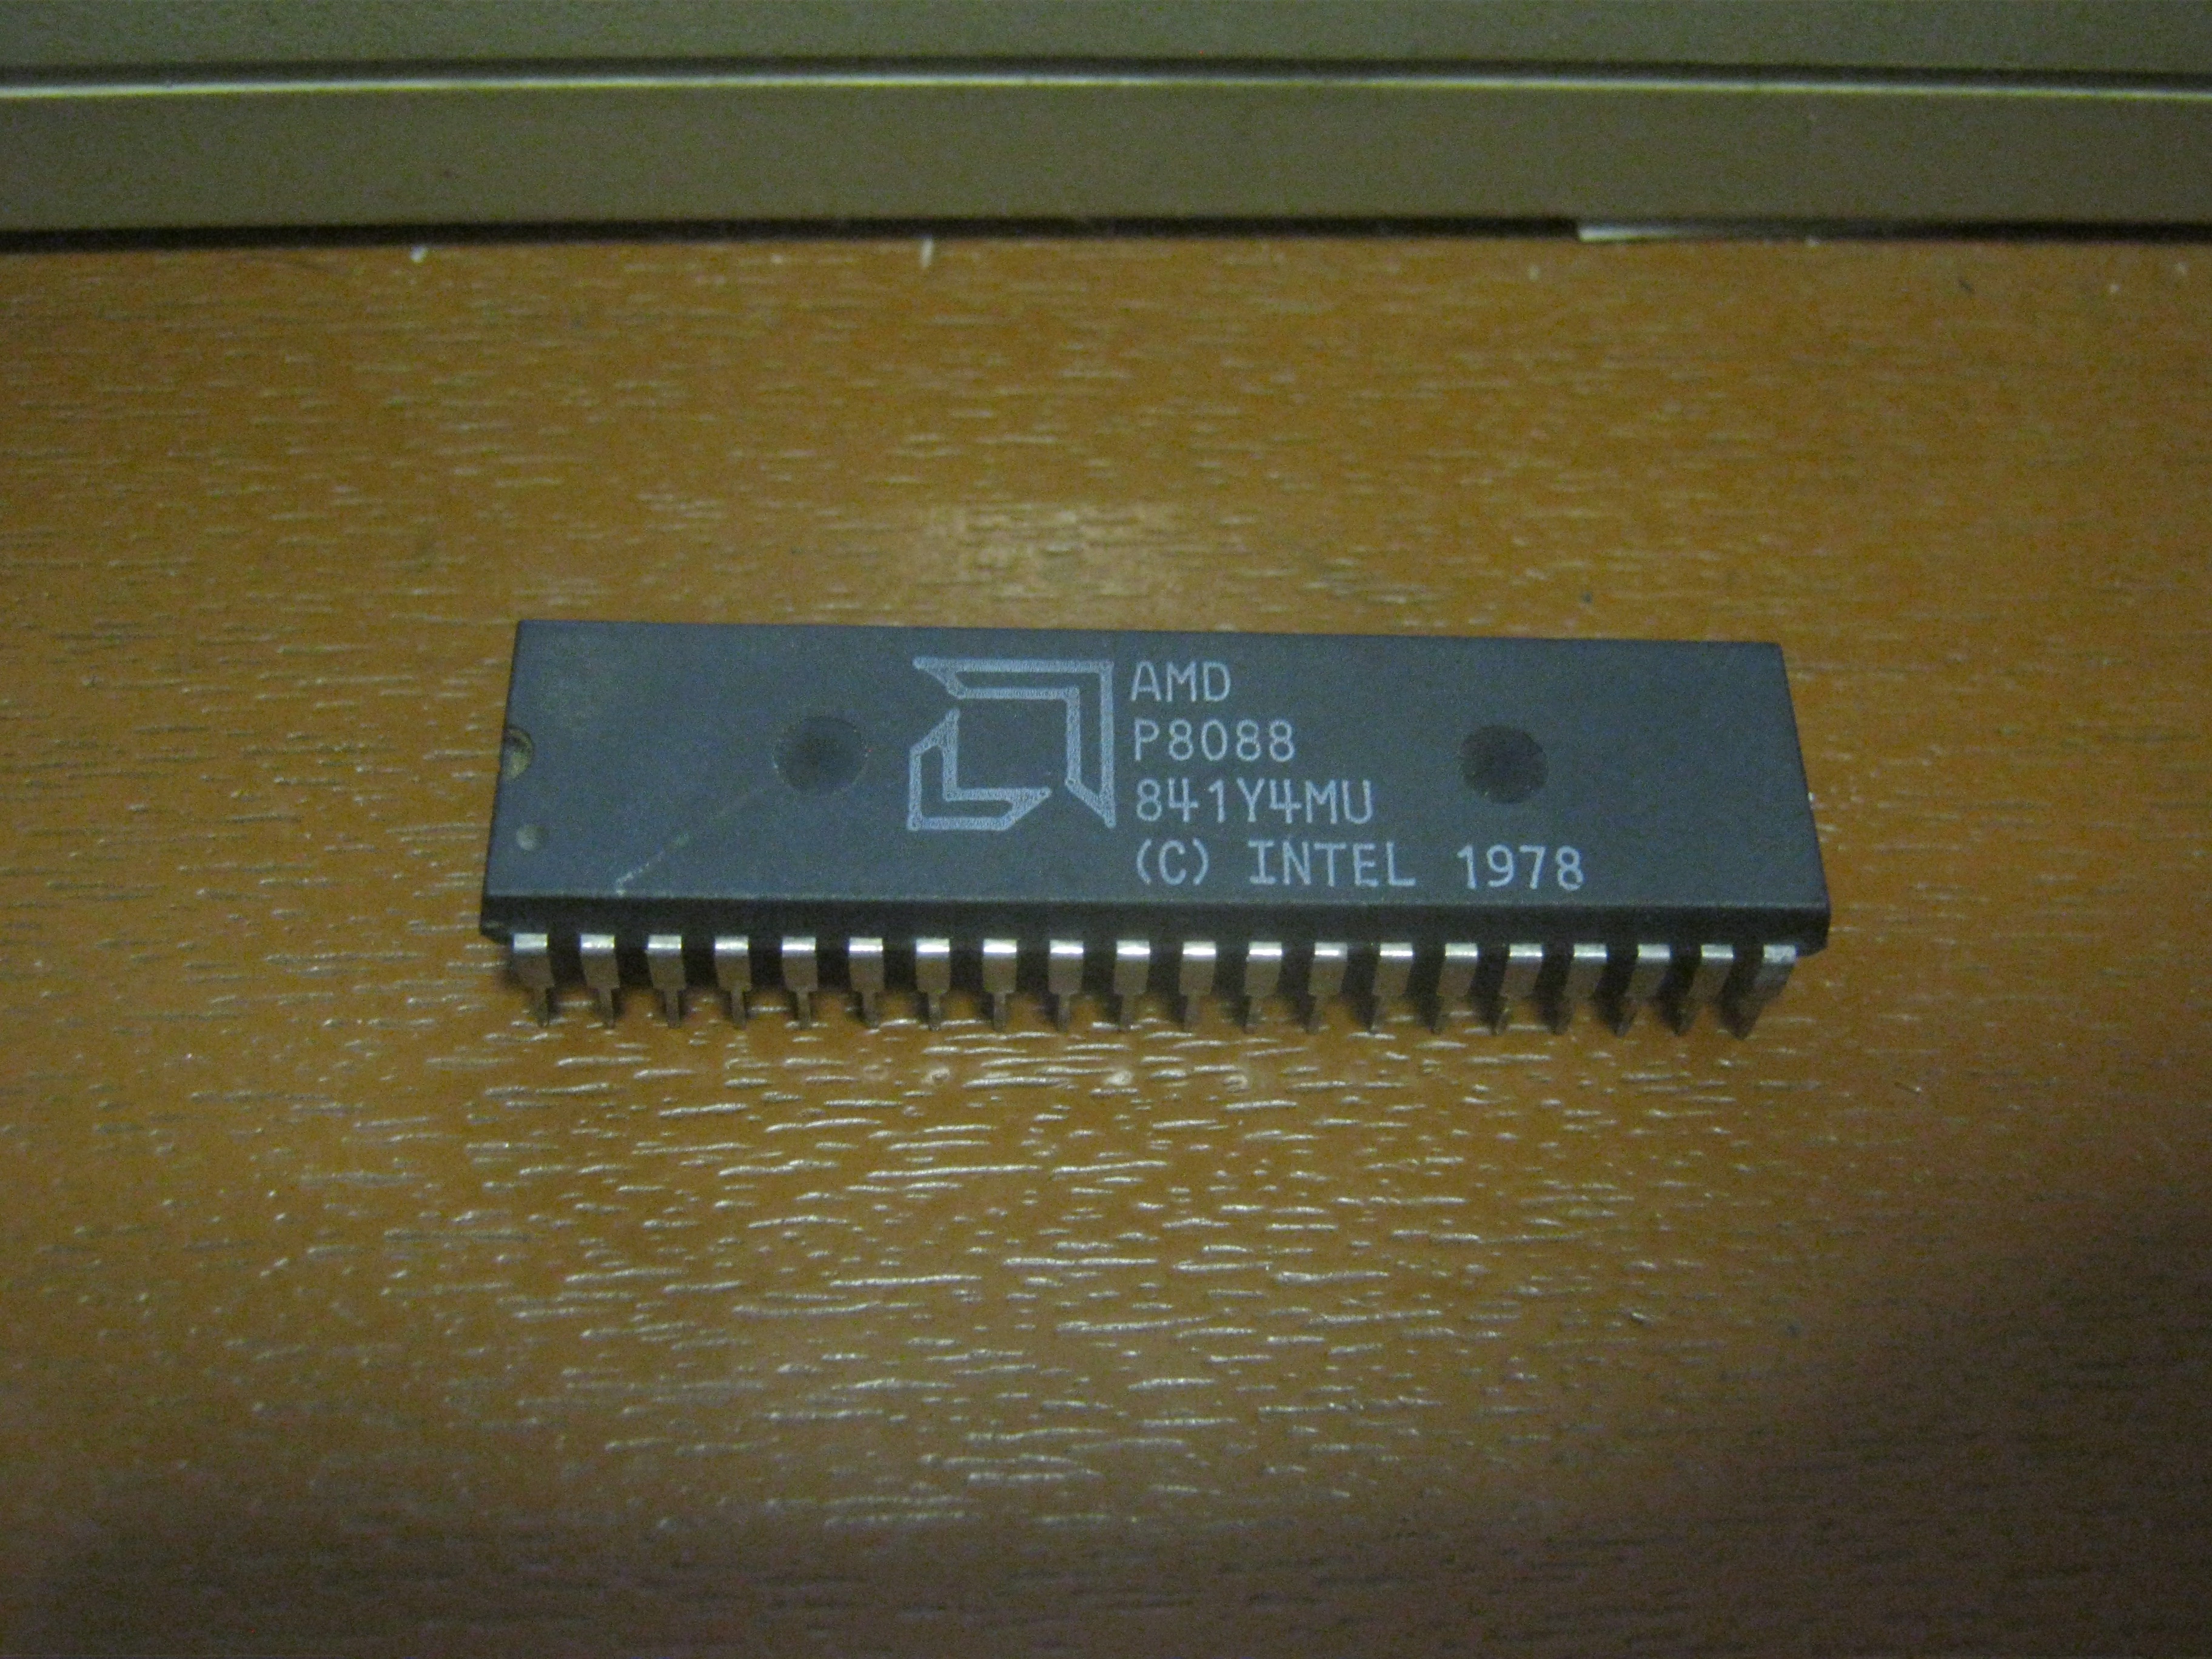 AMD
P8088
841Y4MU
(C) INTEL 1978